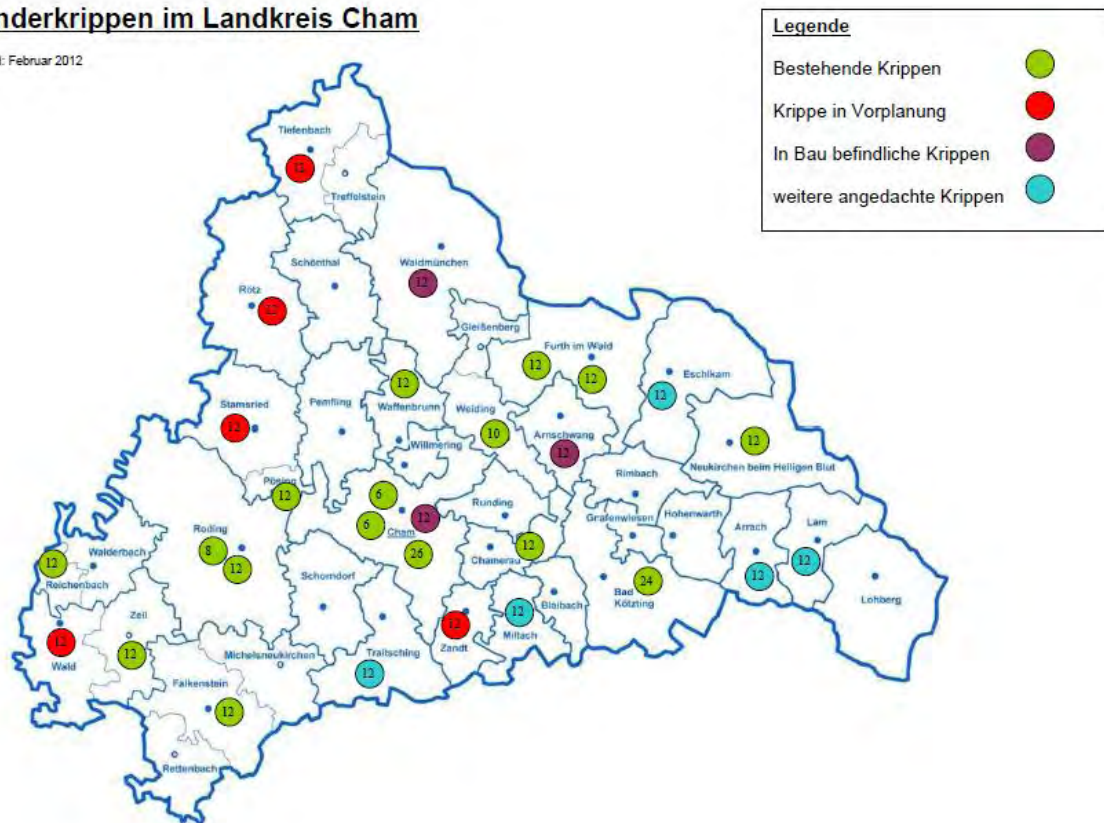 nderkrippen im Landkreis Cham
: Februar 2012
Legende
Bestehende Krippen
Krippe in Vorplanung
In Bau befindliche Krippen
weitere angedachte Krippen
Tiefenbach
12
Treffelstein
Schönthal
Waldmünchen
12
Rötz
12
Gleißenberg
Furth im Wald
12
12
Eschlkam
12
12
Waffenbrunn
Stamsried
12
Pemfling
Weiding
10
Willmering
Arnschwang
12
12
Neukirchen beim Heiligen Blut
Rimbach
Pösing
12
6
6
12
Cham
26
Runding
Grafenwiesen
Hohenwarth
Arrach
12
Lam
12
Roding
8
12
Chamerau
12
Walderbach
12
Reichenbach
Schorndorf
Blaibach
Bad
Kötzting
24
Lohberg
Zell
12
12
Wald
Michelsneukirchen
Traitsching
12
12
Zandt
12
Miltach
Falkenstein
12
Rettenbach